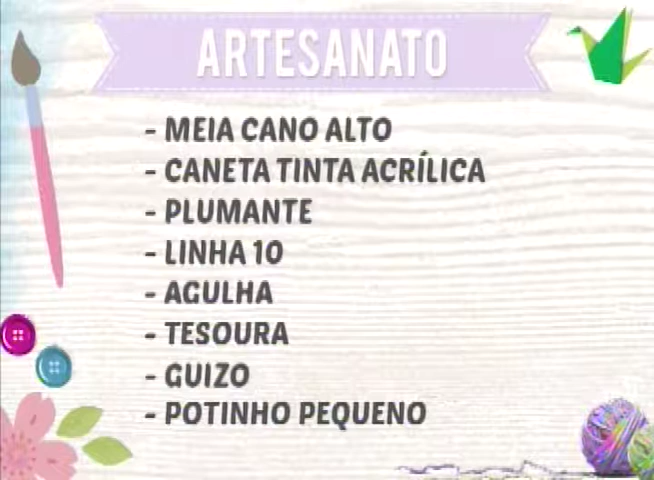 ARTESANATO
- MEIA CANO ALTO
- CANETA TINTA ACRÍLICA
- PLUMANTE
- LINHA 10
- AGULHA
- TESOURA
- GUIZO
- POTINHO PEQUENO